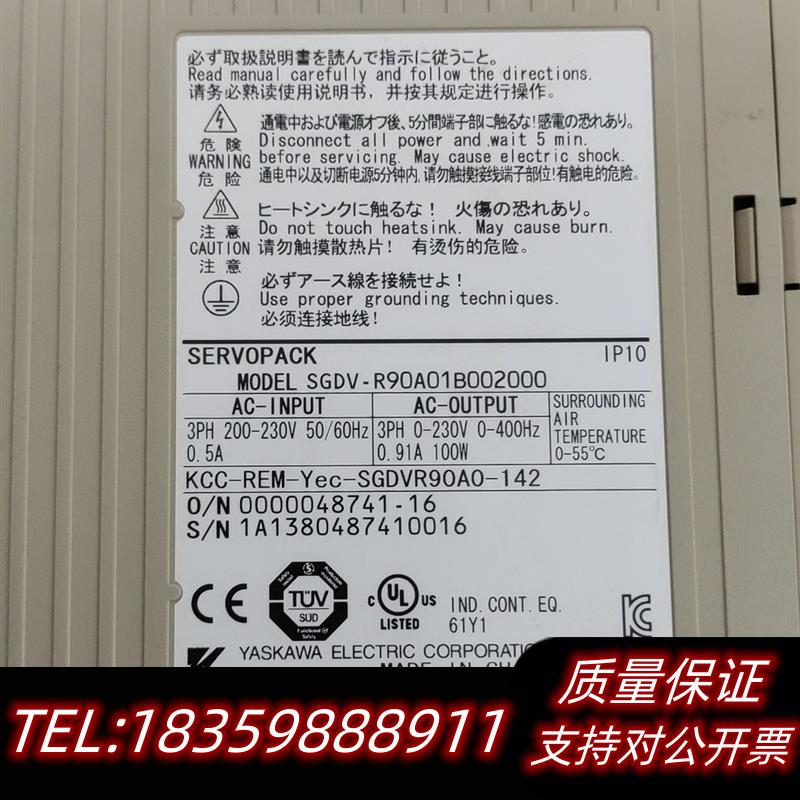 必ず取扱説明書を読んで指示に従うこと。
Read manual carefully and follow the directions.
请务必熟读使用说明书，并按其规定进行操作。
危険
WARNING
危险
通電中および電源オフ後、5分間端子部に触るな!感電の恐れあり。
Disconnect all power and wait 5 min.
before servicing. May cause electric shock.
通电中以及切断电源5分钟内,请勿触摸接线端子部位!有触电的危险。
注意
CAUTION
注意
ヒートシンクに触るな! 火傷の恐れあり。
Do not touch heatsink. May cause burn.
请勿触摸散热片! 有烫伤的危险。
必ずアース線を接続せよ!
Use proper grounding techniques.
必须连接地线!
SERVOPACK IP10
MODEL SGDV-R90A01B002000
AC-INPUT AC-OUTPUT SURROUNDING AIR TEMPERATURE 0-55℃
3PH 200-230V 50/60Hz 3PH 0-230V 0-400Hz
0.5A 0.91A 100W
KCC-REM-Yec-SGDVR90A0-142
O/N 0000048741-16
S/N 1A1380487410016
CE
TÜV
SUD
Functional Safety
c UL US
LISTED
IND. CONT. EQ.
61Y1
YASKAWA ELECTRIC CORPORATION
MADE IN
TEL:18359888911
质量保证
支持对公开票